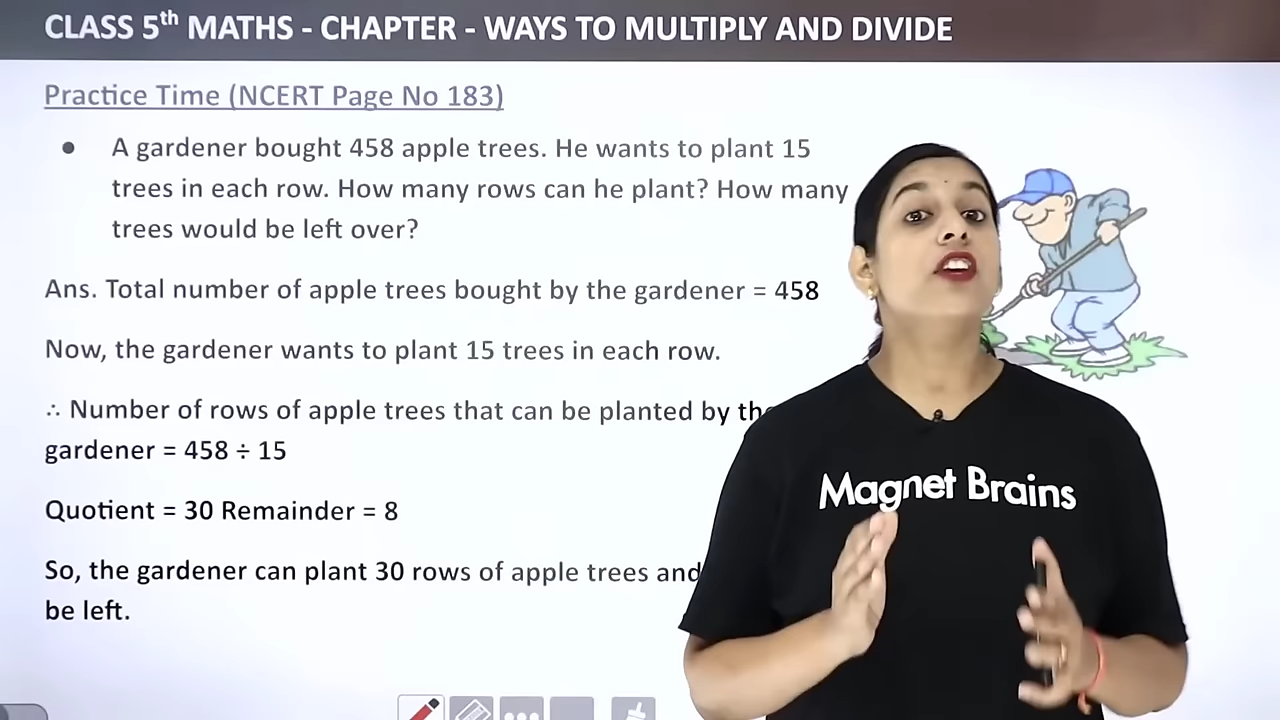 CLASS 5th MATHS - CHAPTER - WAYS TO MULTIPLY AND DIVIDE
Practice Time (NCERT Page No 183)
● A gardener bought 458 apple trees. He wants to plant 15
trees in each row. How many rows can he plant? How many
trees would be left over?
Ans. Total number of apple trees bought by the gardener = 458
Now, the gardener wants to plant 15 trees in each row.
∴ Number of rows of apple trees that can be planted by the
gardener = 458 ÷ 15
Quotient = 30 Remainder = 8
So, the gardener can plant 30 rows of apple trees and
be left.
Magnet Brains